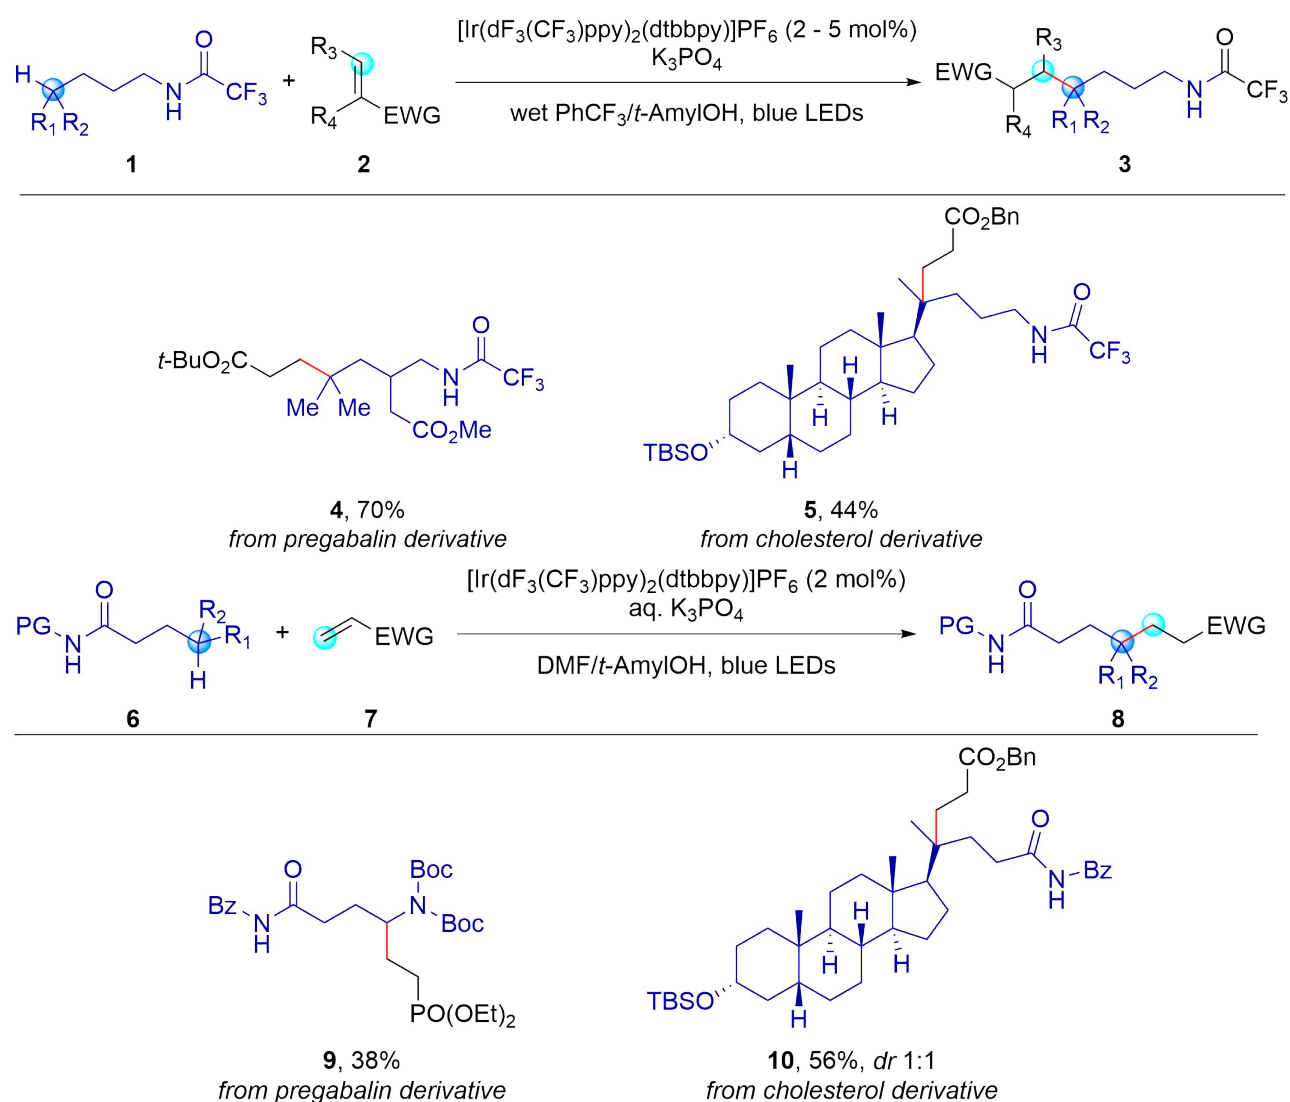 [Ir(dF3(CF3)ppy)2(dtbbpy)]PF6 (2 - 5 mol%)
K3PO4
wet PhCF3/t-AmylOH, blue LEDs
H
R1 R2
N
H
O
CF3
+
R3
R4
EWG
EWG
R3
R4
R1 R2
N
H
O
CF3
1
2
3
t-BuO2C
Me Me
N
H
O
CF3
CO2Me
4, 70%
from pregabalin derivative
CO2Bn
O
N
H
CF3
H
H
H
H
TBSO
5, 44%
from cholesterol derivative
[Ir(dF3(CF3)ppy)2(dtbbpy)]PF6 (2 mol%)
aq. K3PO4
DMF/t-AmylOH, blue LEDs
O
PG
N
H
R2
R1
H
+
EWG
O
PG
N
H
R1 R2
EWG
6
7
8
O
Bz
N
H
Boc
N
Boc
PO(OEt)2
9, 38%
from pregabalin derivative
CO2Bn
O
N
H
Bz
H
H
H
H
TBSO
10, 56%, dr 1:1
from cholesterol derivative